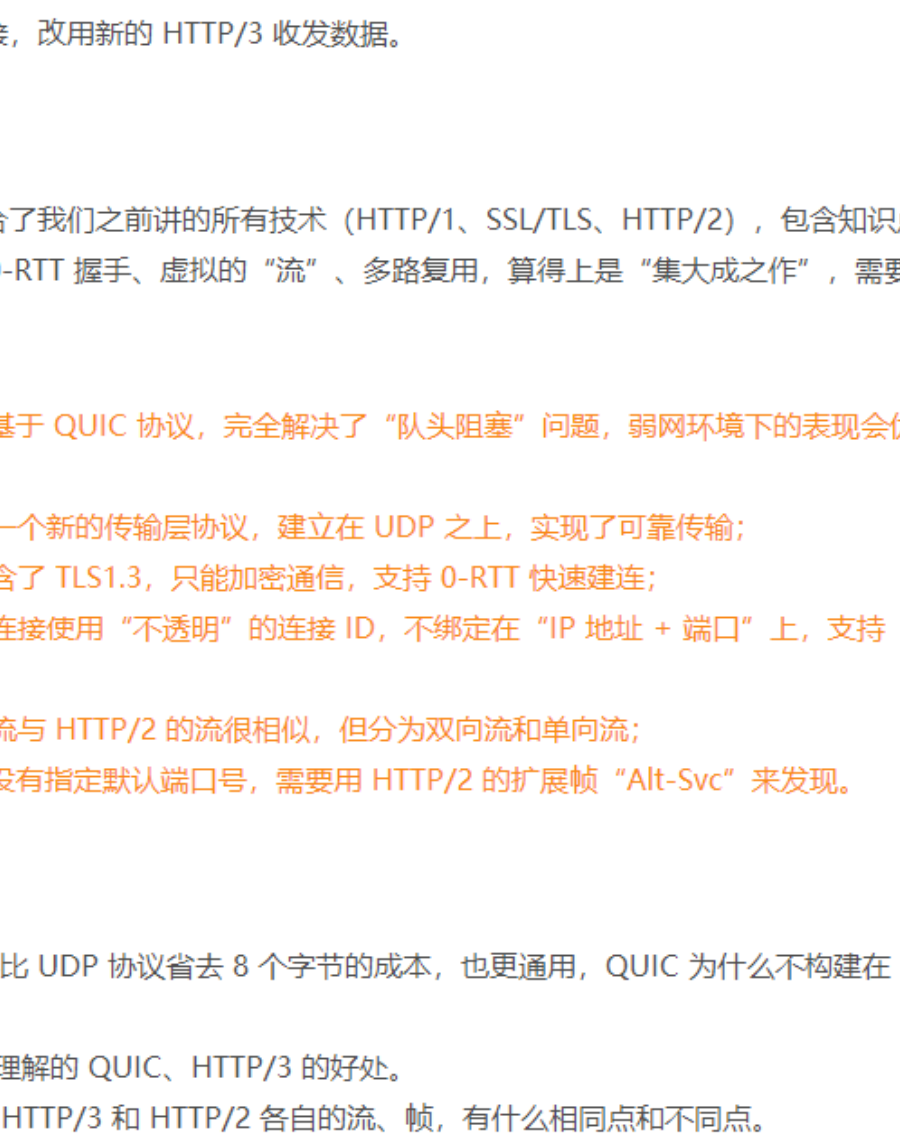 接，改用新的 HTTP/3 收发数据。
合了我们之前讲的所有技术（HTTP/1、SSL/TLS、HTTP/2），包含知识
0-RTT 握手、虚拟的“流”、多路复用，算得上是“集大成之作”，需要
基于 QUIC 协议，完全解决了“队头阻塞”问题，弱网环境下的表现会优
一个新的传输层协议，建立在 UDP 之上，实现了可靠传输；
含了 TLS1.3，只能加密通信，支持 0-RTT 快速建连；
连接使用“不透明”的连接 ID，不绑定在“IP 地址 + 端口”上，支持
流与 HTTP/2 的流很相似，但分为双向流和单向流；
没有指定默认端口号，需要用 HTTP/2 的扩展帧“Alt-Svc”来发现。
比 UDP 协议省去 8 个字节的成本，也更通用，QUIC 为什么不构建在
理解的 QUIC、HTTP/3 的好处。
HTTP/3 和 HTTP/2 各自的流、帧，有什么相同点和不同点。